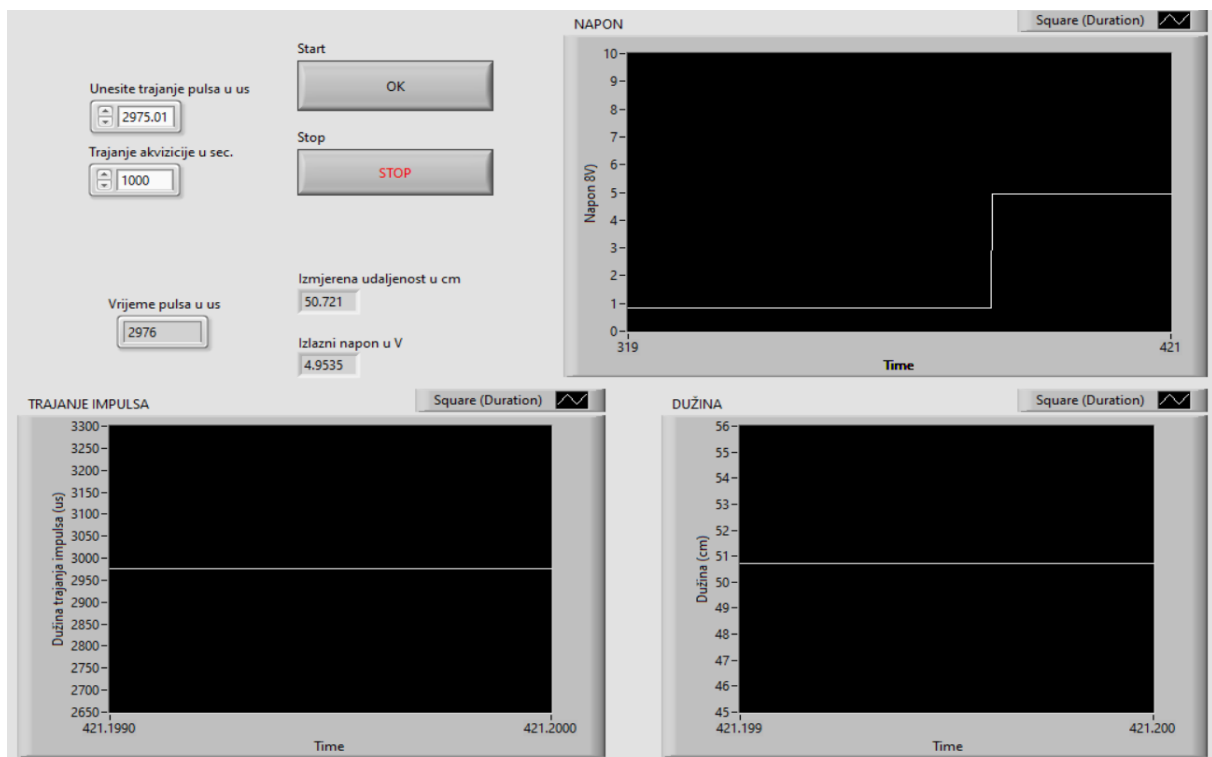 Start
OK
Unesite trajanje pulsa u us
2975.01
Stop
Trajanje akvizicije u sec.
1000
STOP
Izmjerena udaljenost u cm
50.721
Vrijeme pulsa u us
2976
Izlazni napon u V
4.9535
NAPON
Square (Duration)
Napon 8V)
10
9
8
7
6
5
4
3
2
1
0
319
421
Time
TRAJANJE IMPULSA
Square (Duration)
Dužina trajanja impulsa (us)
3300
3250
3200
3150
3100
3050
3000
2950
2900
2850
2800
2750
2700
2650
421.1990
421.2000
Time
DUŽINA
Square (Duration)
Dužina (cm)
56
55
54
53
52
51
50
49
48
47
46
45
421.199
421.200
Time